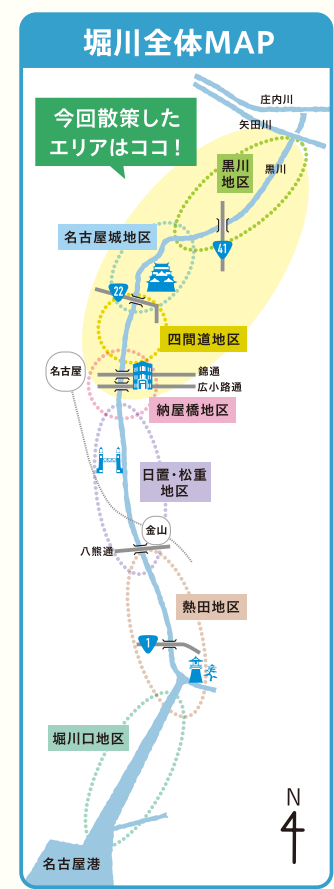 堀川全体MAP
庄内川
今回散策した
エリアはココ！
矢田川
黒川
地区
黒川
名古屋城地区
41
22
四間道地区
名古屋
錦通
広小路通
納屋橋地区
日置・松重
地区
金山
八熊通
熱田地区
1
堀川口地区
N
名古屋港